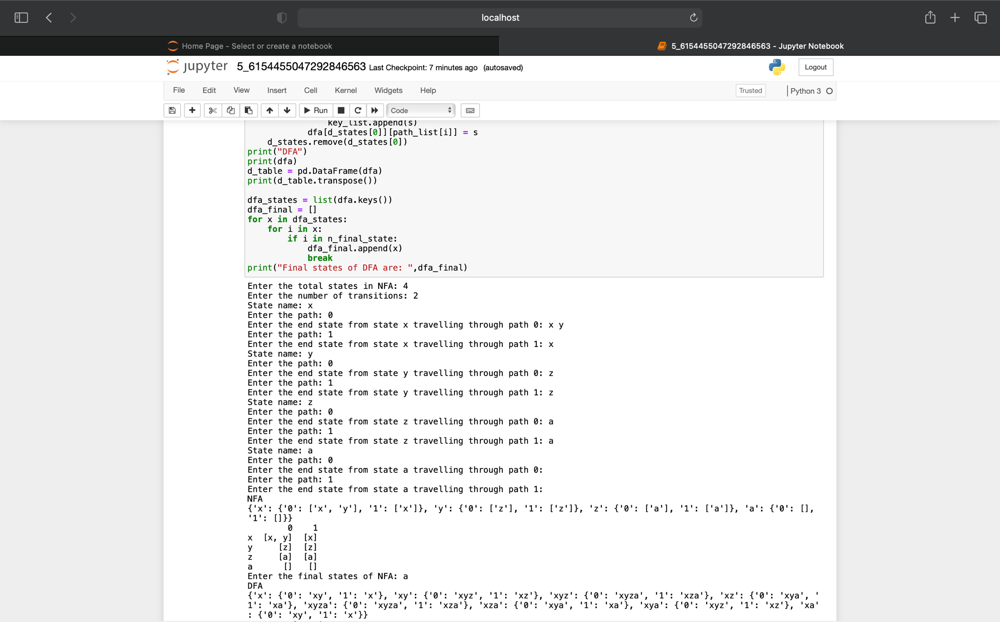 localhost
Home Page - Select or create a notebook
5_6154455047292846563 - Jupyter Notebook
jupyter 5_6154455047292846563 Last Checkpoint: 7 minutes ago (autosaved)
Logout
File Edit View Insert Cell Kernel Widgets Help
Trusted
Python 3
Run
Code
key_list.append(s)
dfa[d_states[0]][path_list[i]] = s
d_states.remove(d_states[0])
print("DFA")
print(dfa)
d_table = pd.DataFrame(dfa)
print(d_table.transpose())
dfa_states = list(dfa.keys())
dfa_final = []
for x in dfa_states:
for i in x:
if i in n_final_state:
dfa_final.append(x)
break
print("Final states of DFA are: ",dfa_final)
Enter the total states in NFA: 4
Enter the number of transitions: 2
State name: x
Enter the path: 0
Enter the end state from state x travelling through path 0: x y
Enter the path: 1
Enter the end state from state x travelling through path 1: x
State name: y
Enter the path: 0
Enter the end state from state y travelling through path 0: z
Enter the path: 1
Enter the end state from state y travelling through path 1: z
State name: z
Enter the path: 0
Enter the end state from state z travelling through path 0: a
Enter the path: 1
Enter the end state from state z travelling through path 1: a
State name: a
Enter the path: 0
Enter the end state from state a travelling through path 0:
Enter the path: 1
Enter the end state from state a travelling through path 1:
NFA
{'x': {'0': ['x', 'y'], '1': ['x']}, 'y': {'0': ['z'], '1': ['z']}, 'z': {'0': ['a'], '1': ['a']}, 'a': {'0': [],
'1': []}}
0 1
x [x, y] [x]
y [z] [z]
z [a] [a]
a [] []
Enter the final states of NFA: a
DFA
{'x': {'0': 'xy', '1': 'x'}, 'xy': {'0': 'xyz', '1': 'xz'}, 'xyz': {'0': 'xyza', '1': 'xza'}, 'xz': {'0': 'xya', '
1': 'xa'}, 'xyza': {'0': 'xyza', '1': 'xza'}, 'xza': {'0': 'xya', '1': 'xa'}, 'xya': {'0': 'xyz', '1': 'xz'}, 'xa'
: {'0': 'xy', '1': 'x'}}